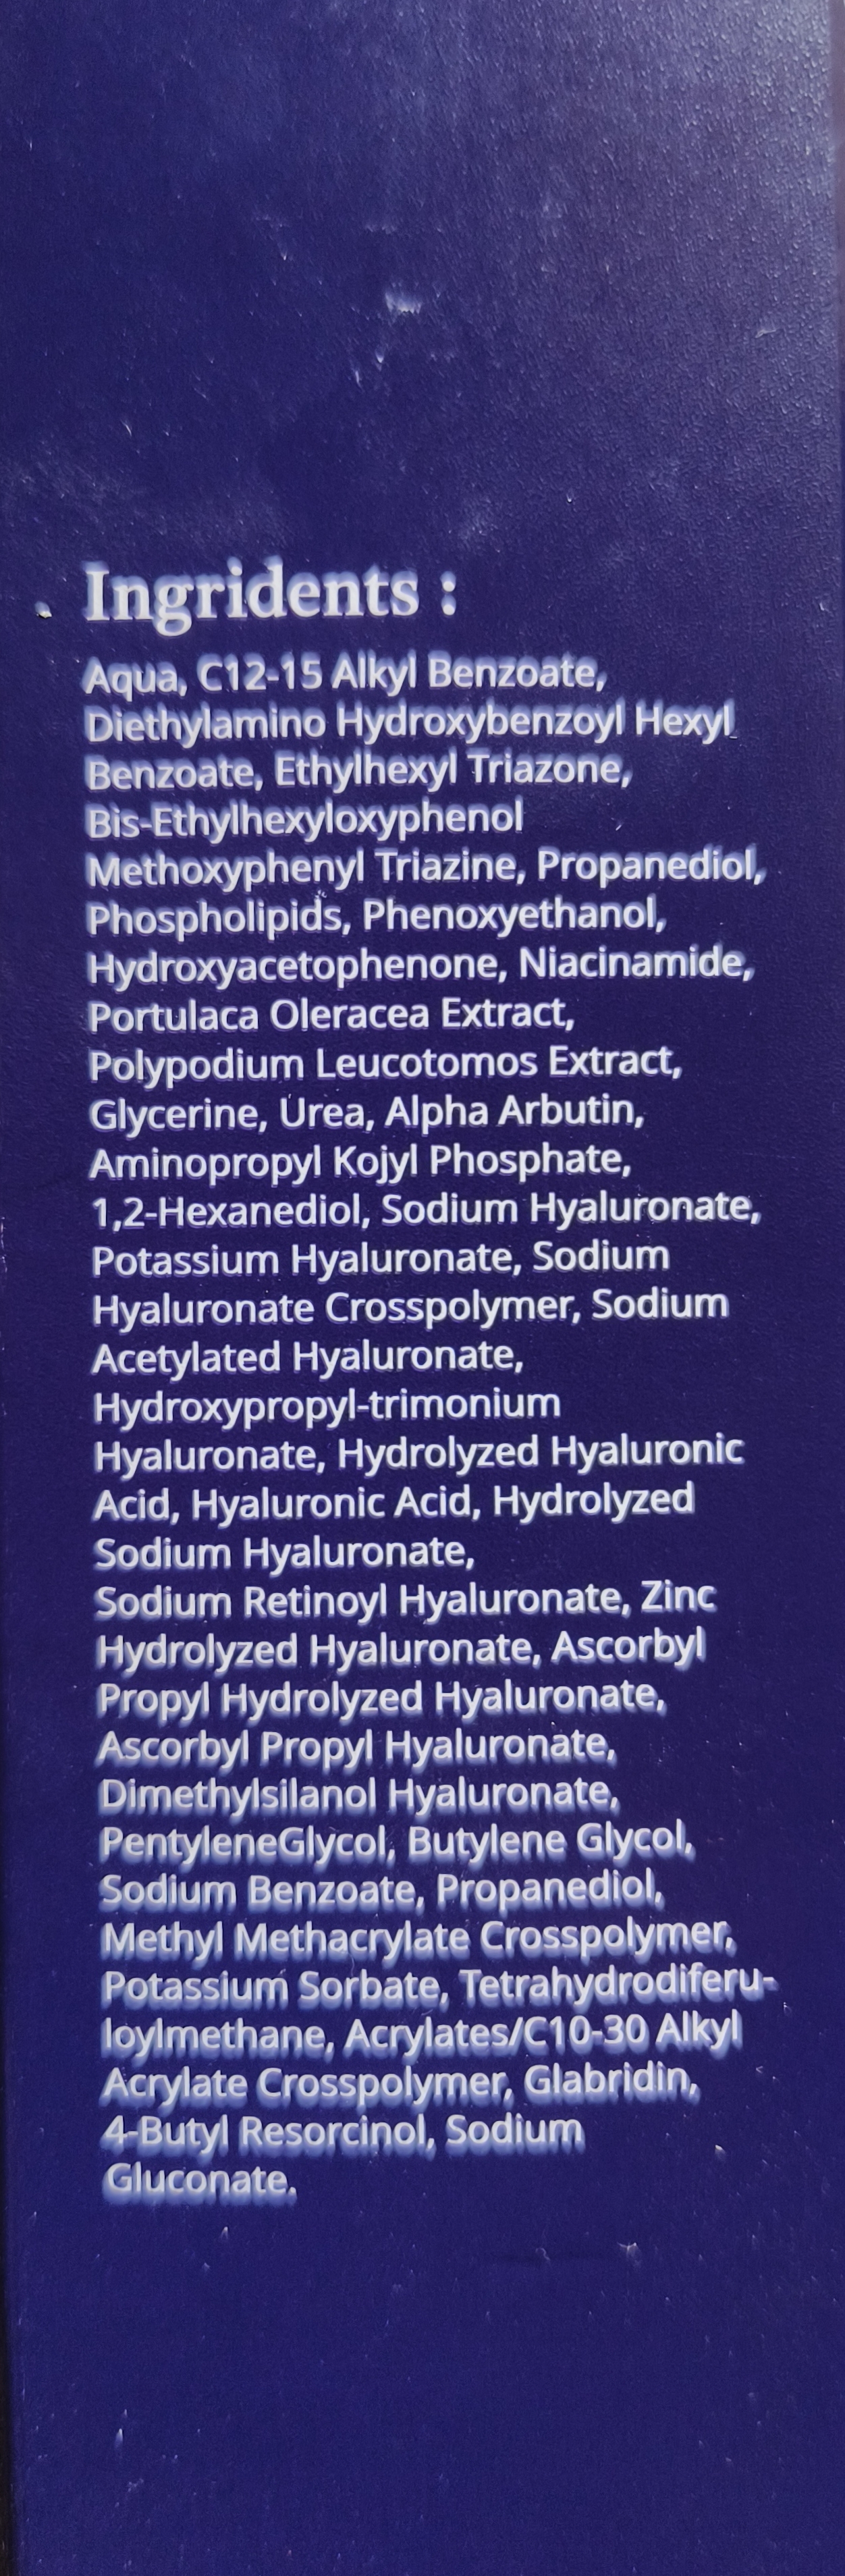 Ingridents :
Aqua, C12-15 Alkyl Benzoate,
Diethylamino Hydroxybenzoyl Hexyl
Benzoate, Ethylhexyl Triazone,
Bis-Ethylhexyloxyphenol
Methoxyphenyl Triazine, Propanediol,
Phospholipids, Phenoxyethanol,
Hydroxyacetophenone, Niacinamide,
Portulaca Oleracea Extract,
Polypodium Leucotomos Extract,
Glycerine, Urea, Alpha Arbutin,
Aminopropyl Kojyl Phosphate,
1,2-Hexanediol, Sodium Hyaluronate,
Potassium Hyaluronate, Sodium
Hyaluronate Crosspolymer, Sodium
Acetylated Hyaluronate,
Hydroxypropyl-trimonium
Hyaluronate, Hydrolyzed Hyaluronic
Acid, Hyaluronic Acid, Hydrolyzed
Sodium Hyaluronate,
Sodium Retinoyl Hyaluronate, Zinc
Hydrolyzed Hyaluronate, Ascorbyl
Propyl Hydrolyzed Hyaluronate,
Ascorbyl Propyl Hyaluronate,
Dimethylsilanol Hyaluronate,
PentyleneGlycol, Butylene Glycol,
Sodium Benzoate, Propanediol,
Methyl Methacrylate Crosspolymer,
Potassium Sorbate, Tetrahydrodiferu-
loylmethane, Acrylates/C10-30 Alkyl
Acrylate Crosspolymer, Glabridin,
4-Butyl Resorcinol, Sodium
Gluconate.